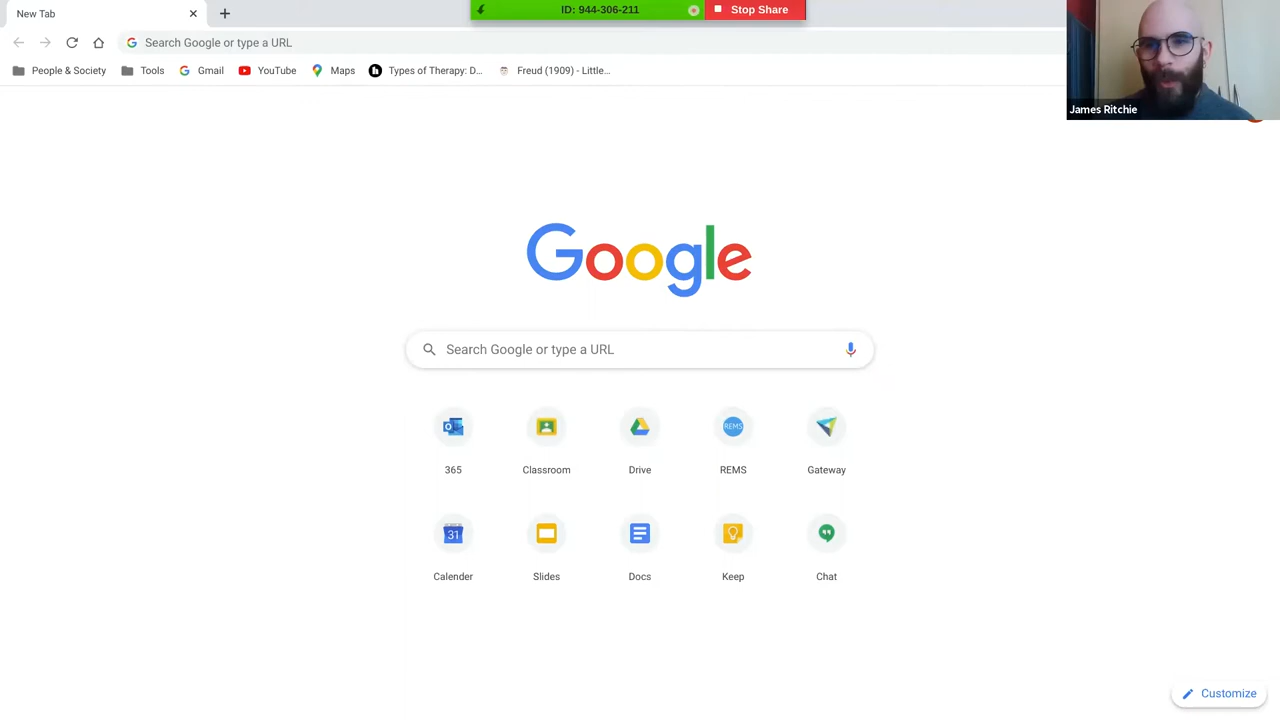 New Tab
ID: 944-306-211
Stop Share
Search Google or type a URL
People & Society
Tools
Gmail
YouTube
Maps
Types of Therapy: D...
Freud (1909) - Little...
James Ritchie
Google
Search Google or type a URL
365
Classroom
Drive
REMS
REMS
Gateway
31
Calender
Slides
Docs
Keep
Chat
Customize